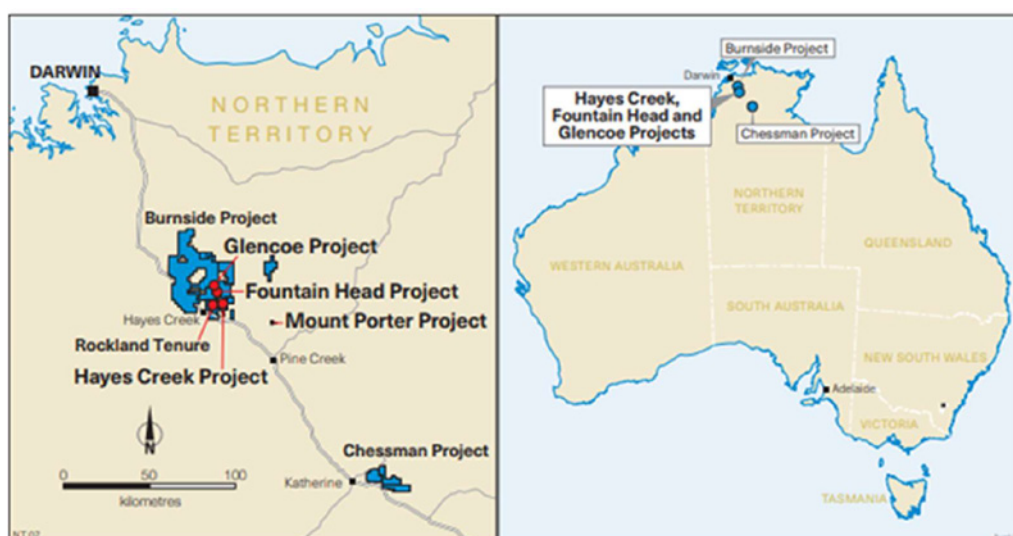 DARWIN
NORTHERN
TERRITORY
Burnside Project
Glencoe Project
Fountain Head Project
Hayes Creek
Mount Porter Project
Rockland Tenure
Pine Creek
Hayes Creek Project
N
Chessman Project
0 50 100
kilometres
Katherine
Burnside Project
Darwin
Hayes Creek,
Fountain Head and
Glencoe Projects
Chessman Project
NORTHERN
TERRITORY
QUEENSLAND
WESTERN AUSTRALIA
SOUTH AUSTRALIA
NEW SOUTH WALES
Adelaide
VICTORIA
TASMANIA